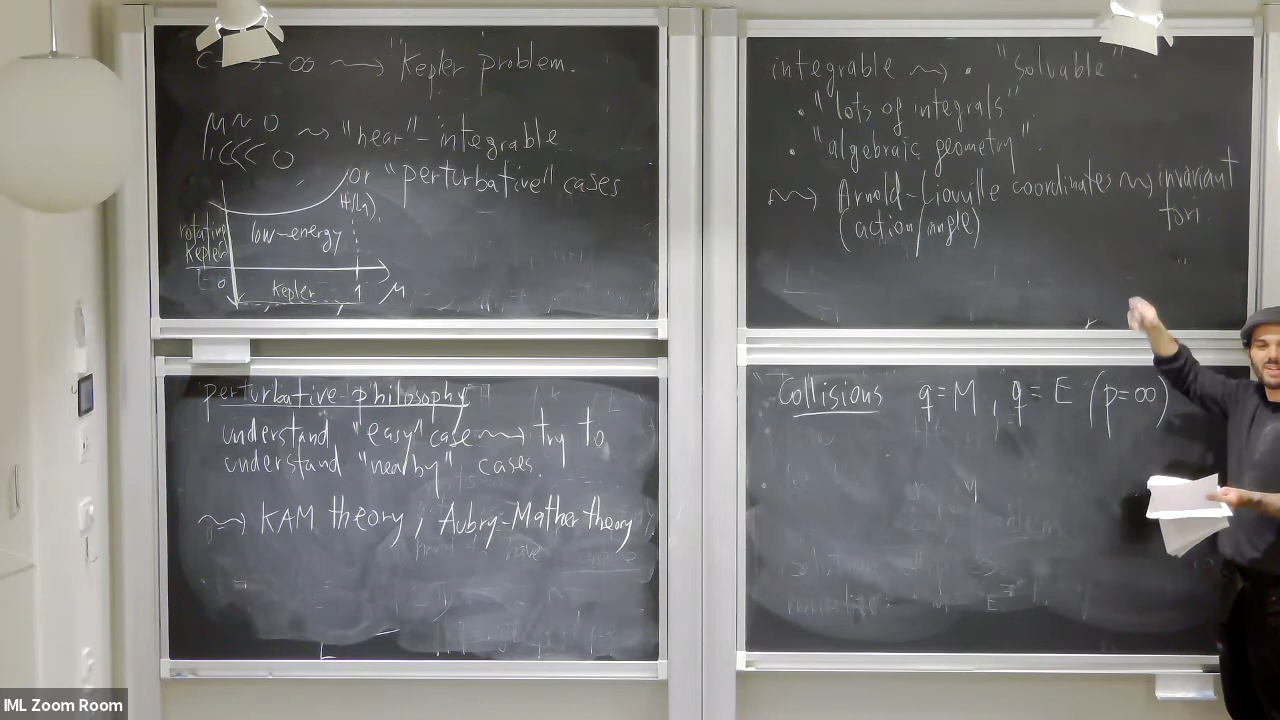 c → -∞ ⇝ "Kepler problem.
μ ~ 0 ⇝ "near"-integrable
c <<< 0
or "perturbative" cases
H(L1)
rotating
Kepler
low-energy
0
Kepler
1
μ
perturbative-philosophy
understand "easy" case ⇝ try to
understand "nearby" cases.
⇝ KAM theory, Aubry-Mather theory
integrable ⇝ • "solvable".
• "lots of integrals"
• "algebraic geometry".
⇝ Arnold-Liouville coordinates ⇝ invariant
(action/angle) tori.
"Collisions q=M, q=E (p=∞)
IML Zoom Room